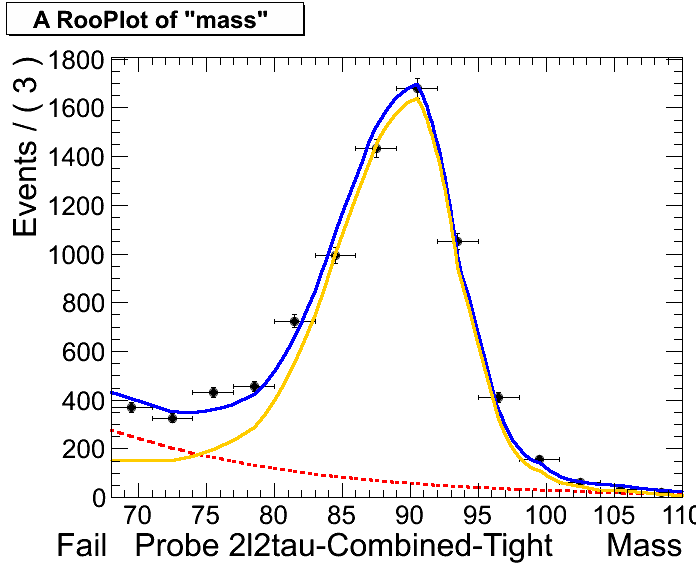 A RooPlot of "mass"
Events / ( 3 )
1800
1600
1400
1200
1000
800
600
400
200
0
70 75 80 85 90 95 100 105 110
Fail Probe 2l2tau-Combined-Tight Mass